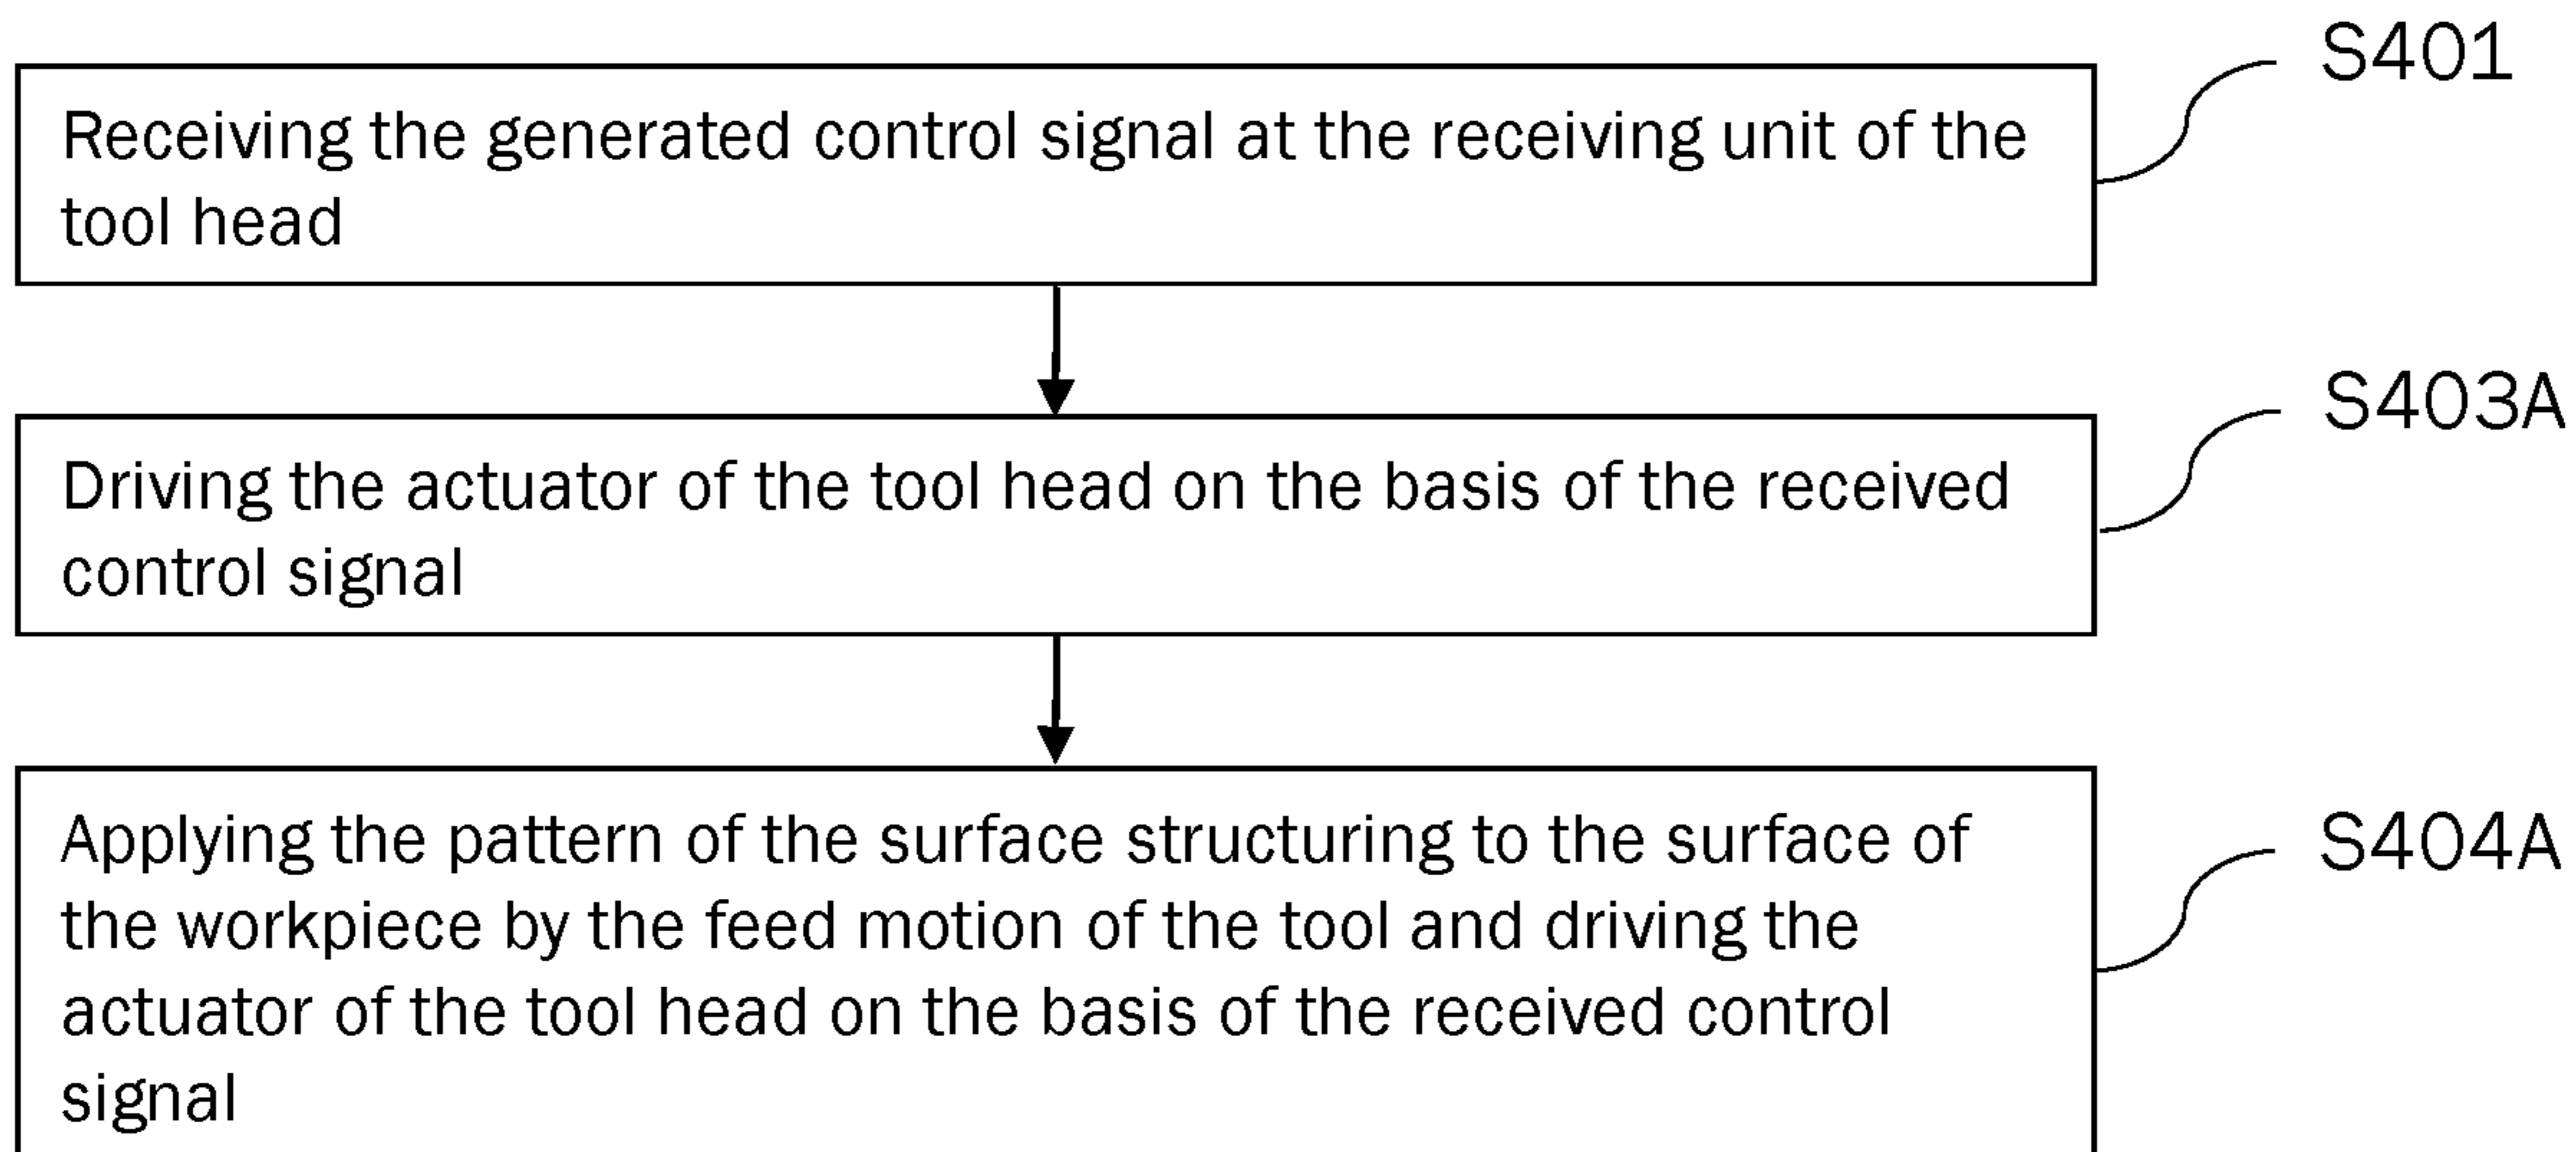 S401
Receiving the generated control signal at the receiving unit of the
tool head
S403A
Driving the actuator of the tool head on the basis of the received
control signal
S404A
Applying the pattern of the surface structuring to the surface of
the workpiece by the feed motion of the tool and driving the
actuator of the tool head on the basis of the received control
signal